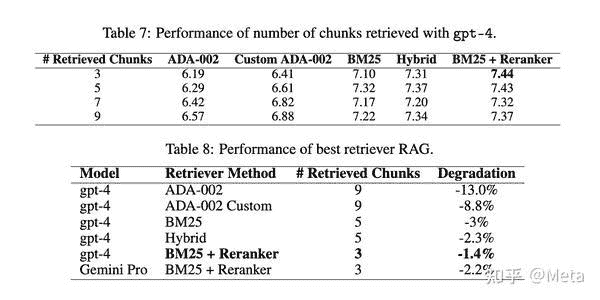 Table 7: Performance of number of chunks retrieved with gpt-4.
# Retrieved Chunks ADA-002 Custom ADA-002 BM25 Hybrid BM25 + Reranker
3 6.19 6.41 7.10 7.31 7.44
5 6.29 6.61 7.32 7.37 7.43
7 6.42 6.82 7.17 7.20 7.32
9 6.57 6.88 7.22 7.34 7.37
Table 8: Performance of best retriever RAG.
Model Retriever Method # Retrieved Chunks Degradation
gpt-4 ADA-002 9 -13.0%
gpt-4 ADA-002 Custom 9 -8.8%
gpt-4 BM25 5 -3%
gpt-4 Hybrid 5 -2.3%
gpt-4 BM25 + Reranker 3 -1.4%
Gemini Pro BM25 + Reranker 3 -2.2%
知乎 @Meta